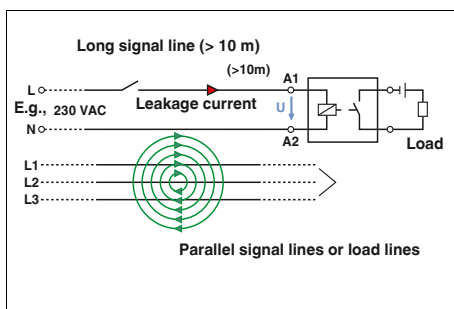 Long signal line (> 10 m)
(>10m)
A1
L
Leakage current
E.g., 230 VAC
U
N
A2
Load
L1
L2
L3
Parallel signal lines or load lines